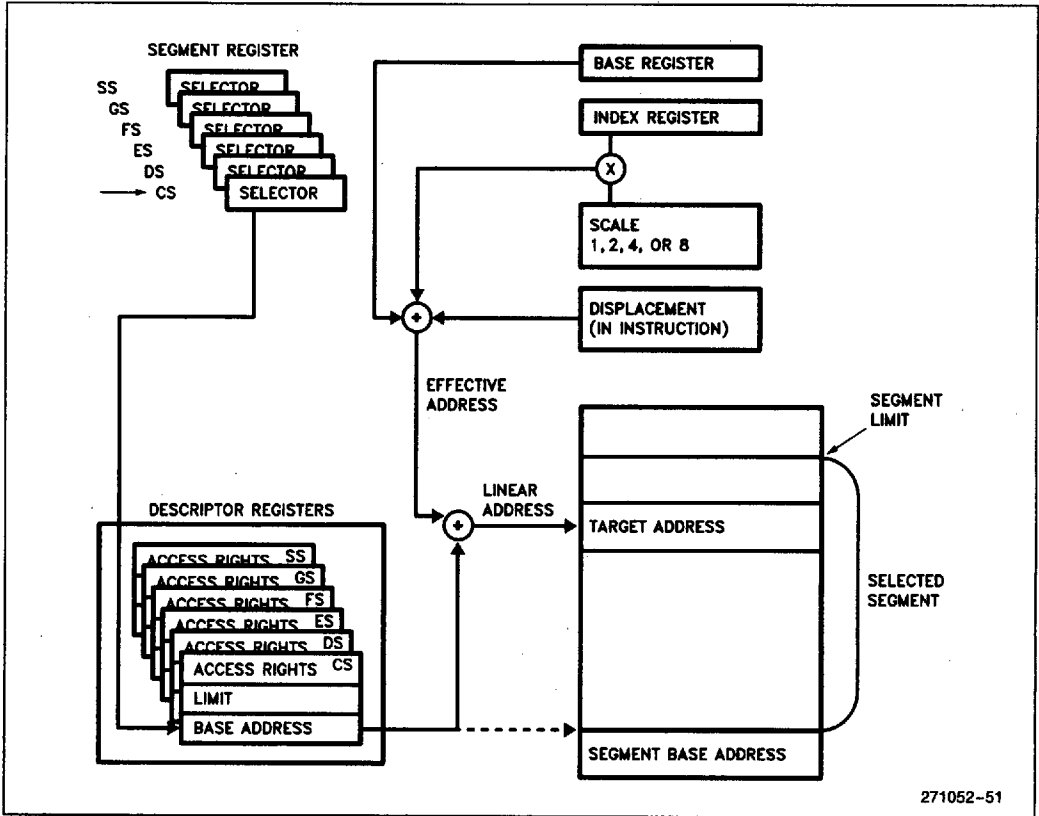 SEGMENT REGISTER
SS
GS
FS
ES
DS
CS
SELECTOR
SELECTOR
SELECTOR
SELECTOR
SELECTOR
SELECTOR
BASE REGISTER
INDEX REGISTER
X
SCALE
1, 2, 4, OR 8
DISPLACEMENT
(IN INSTRUCTION)
+
EFFECTIVE
ADDRESS
SEGMENT
LIMIT
LINEAR
ADDRESS
+
TARGET ADDRESS
SELECTED
SEGMENT
SEGMENT BASE ADDRESS
DESCRIPTOR REGISTERS
ACCESS RIGHTS SS
ACCESS RIGHTS GS
ACCESS RIGHTS FS
ACCESS RIGHTS ES
ACCESS RIGHTS DS
ACCESS RIGHTS CS
LIMIT
BASE ADDRESS
271052-51